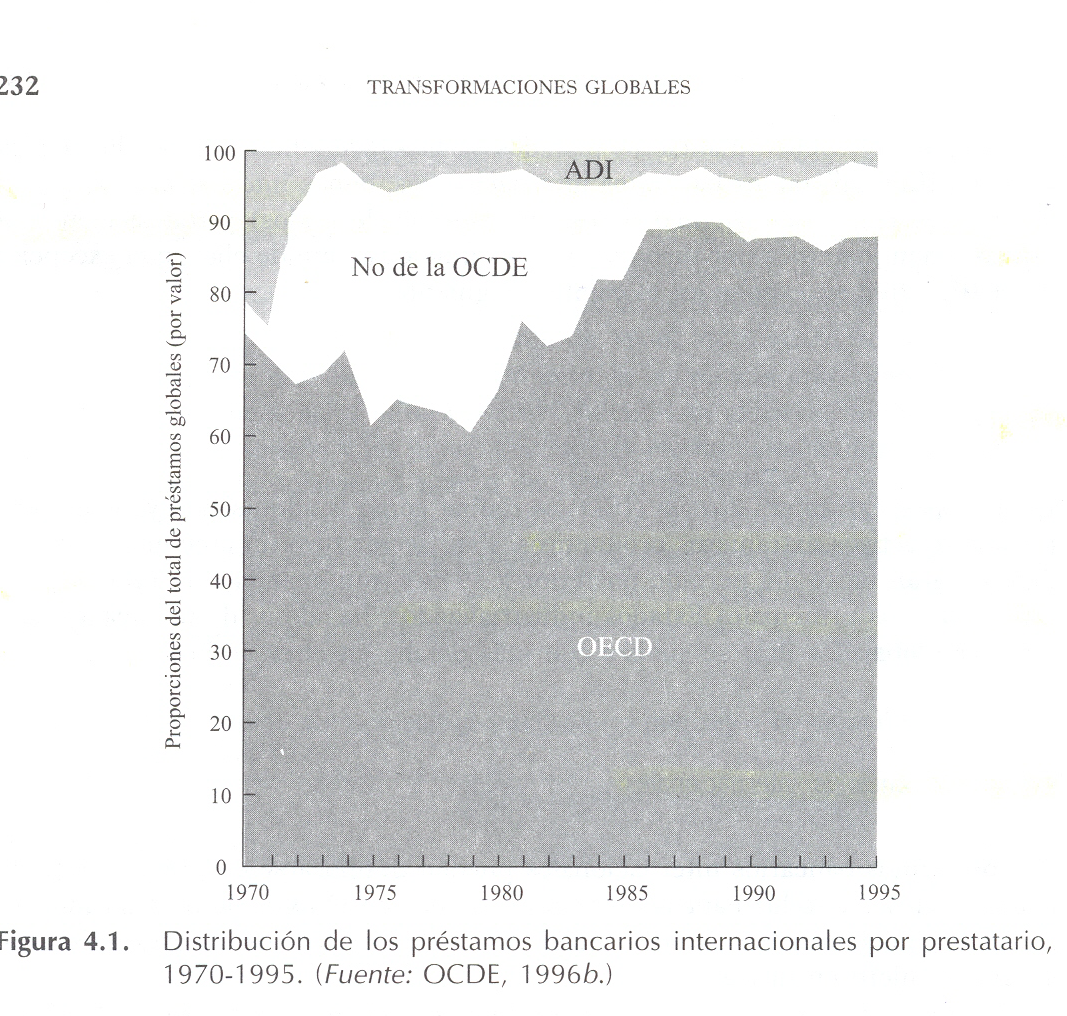 232
TRANSFORMACIONES GLOBALES
Proporciones del total de préstamos globales (por valor)
100
90
80
70
60
50
40
30
20
10
0
ADI
No de la OCDE
OECD
1970 1975 1980 1985 1990 1995
Figura 4.1. Distribución de los préstamos bancarios internacionales por prestatario,
1970-1995. (Fuente: OCDE, 1996b.)